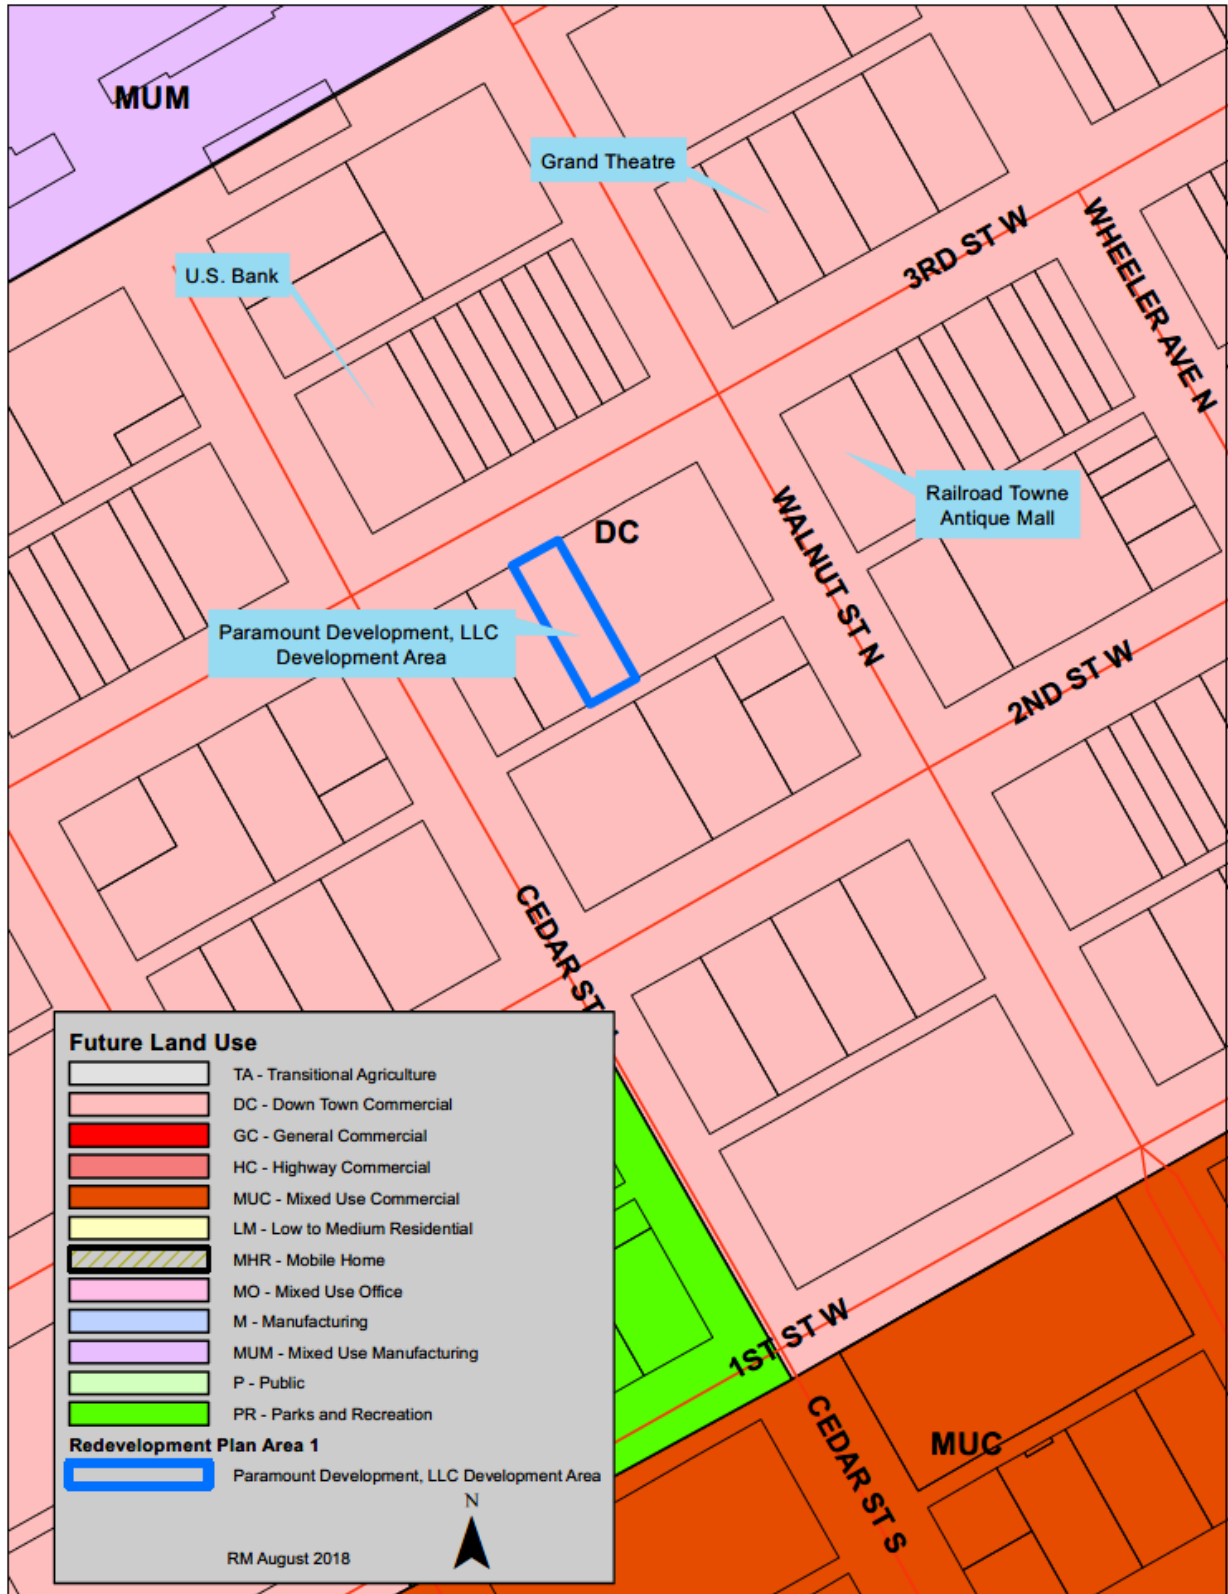 MUM
Grand Theatre
3RD ST W
WHEELER AVE N
U.S. Bank
Railroad Towne
Antique Mall
DC
WALNUT ST N
Paramount Development, LLC
Development Area
2ND ST W
CEDAR ST
Future Land Use
TA - Transitional Agriculture
DC - Down Town Commercial
GC - General Commercial
HC - Highway Commercial
MUC - Mixed Use Commercial
LM - Low to Medium Residential
MHR - Mobile Home
MO - Mixed Use Office
M - Manufacturing
MUM - Mixed Use Manufacturing
P - Public
PR - Parks and Recreation
Redevelopment Plan Area 1
Paramount Development, LLC Development Area
N
RM August 2018
1ST ST W
CEDAR ST S
MUC